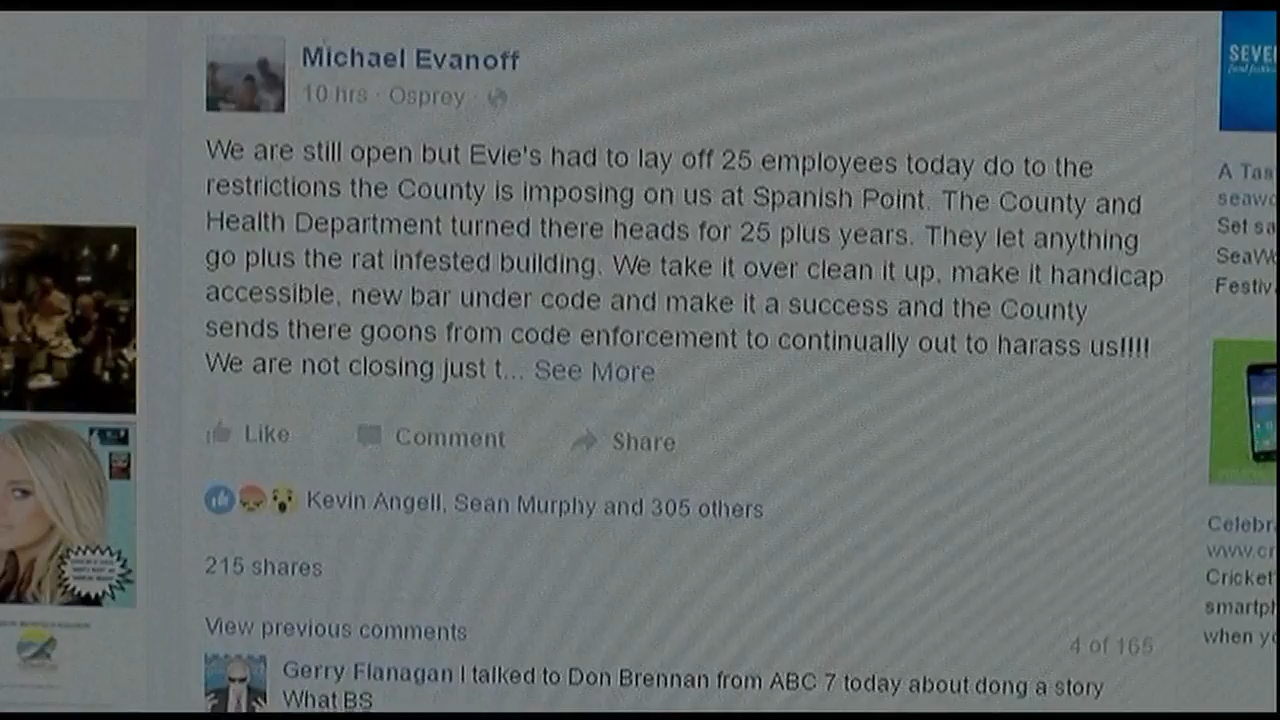 Michael Evanoff
10 hrs · Osprey ·
We are still open but Evie's had to lay off 25 employees today do to the
restrictions the County is imposing on us at Spanish Point. The County and
Health Department turned there heads for 25 plus years. They let anything
go plus the rat infested building. We take it over clean it up, make it handicap
accessible, new bar under code and make it a success and the County
sends there goons from code enforcement to continually out to harass us!!!!
We are not closing just t... See More
Like Comment Share
Kevin Angell, Sean Murphy and 305 others
215 shares
View previous comments
4 of 165
Gerry Flanagan I talked to Don Brennan from ABC 7 today about dong a story
What BS
SEVE
A Tas
seawo
Set sa
SeaWo
Festiv
Celebr
www.cr
Cricket
smartph
when yo